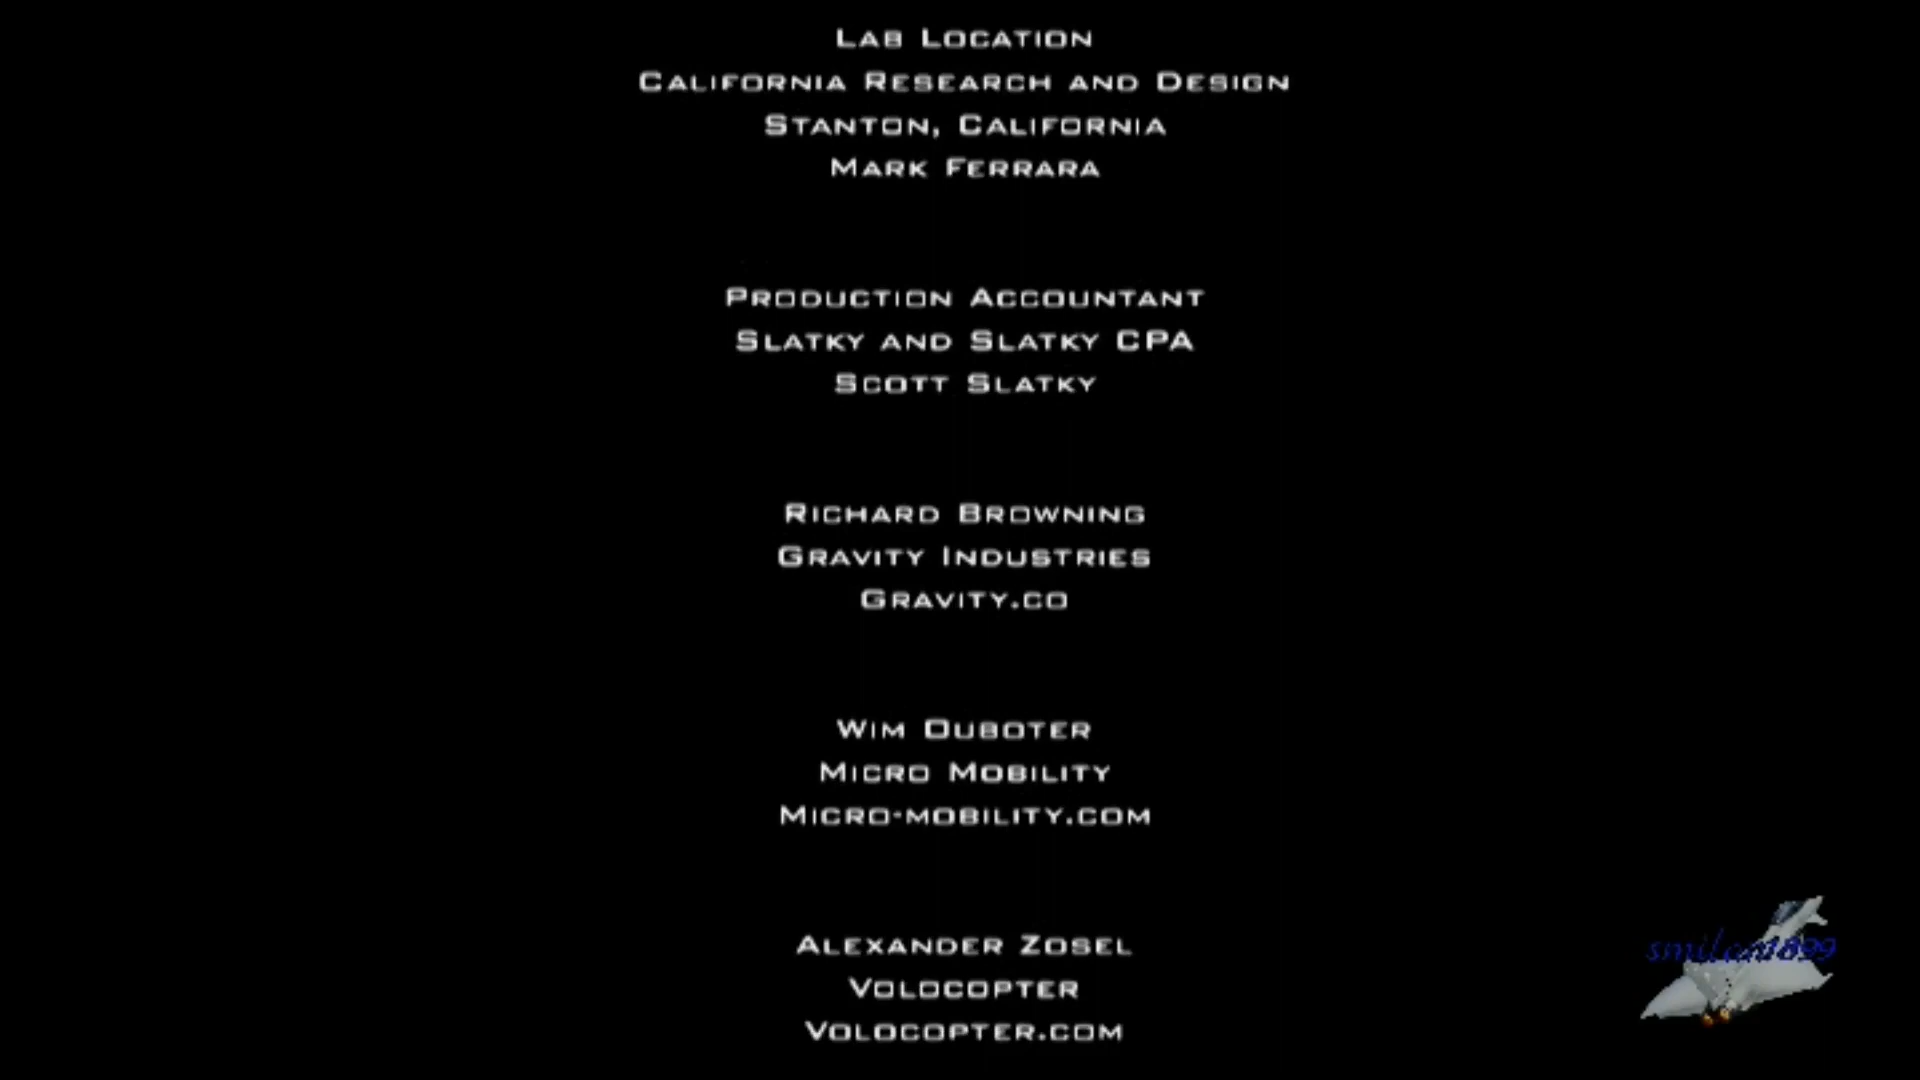 Lab Location
California Research and Design
Stanton, California
Mark Ferrara
Production Accountant
Slatky and Slatky CPA
Scott Slatky
Richard Browning
Gravity Industries
Gravity.co
Wim Ouboter
Micro Mobility
Micro-mobility.com
Alexander Zosel
Volocopter
Volocopter.com
smilan1899